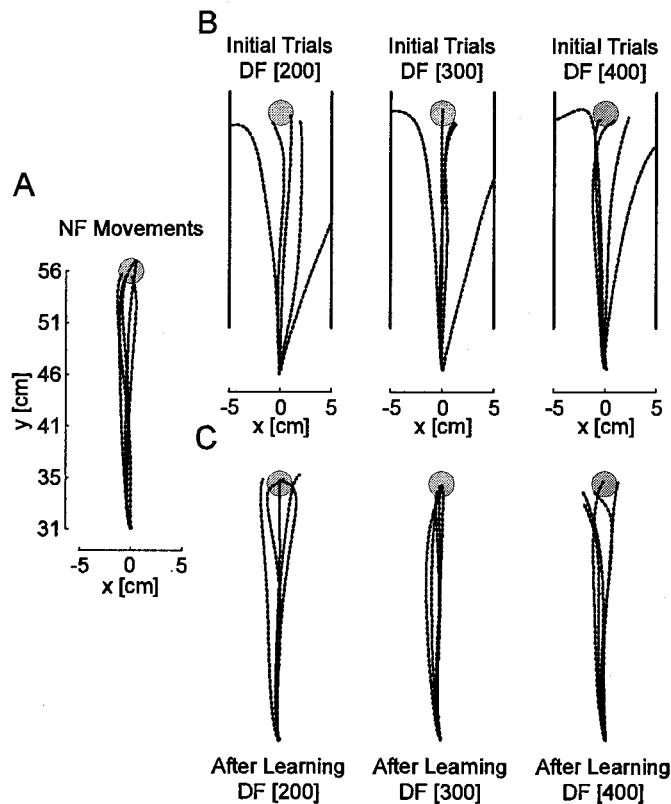 B
Initial Trials
DF [200]
Initial Trials
DF [300]
Initial Trials
DF [400]
A
NF Movements
56
51
46
41
35
31
y [cm]
-5 0 .5
x [cm]
-5 0 5
x [cm]
-5 0 5
x [cm]
-5 0 5
x [cm]
C
After Learning
DF [200]
After Leaming
DF [300]
After Learning
DF [400]